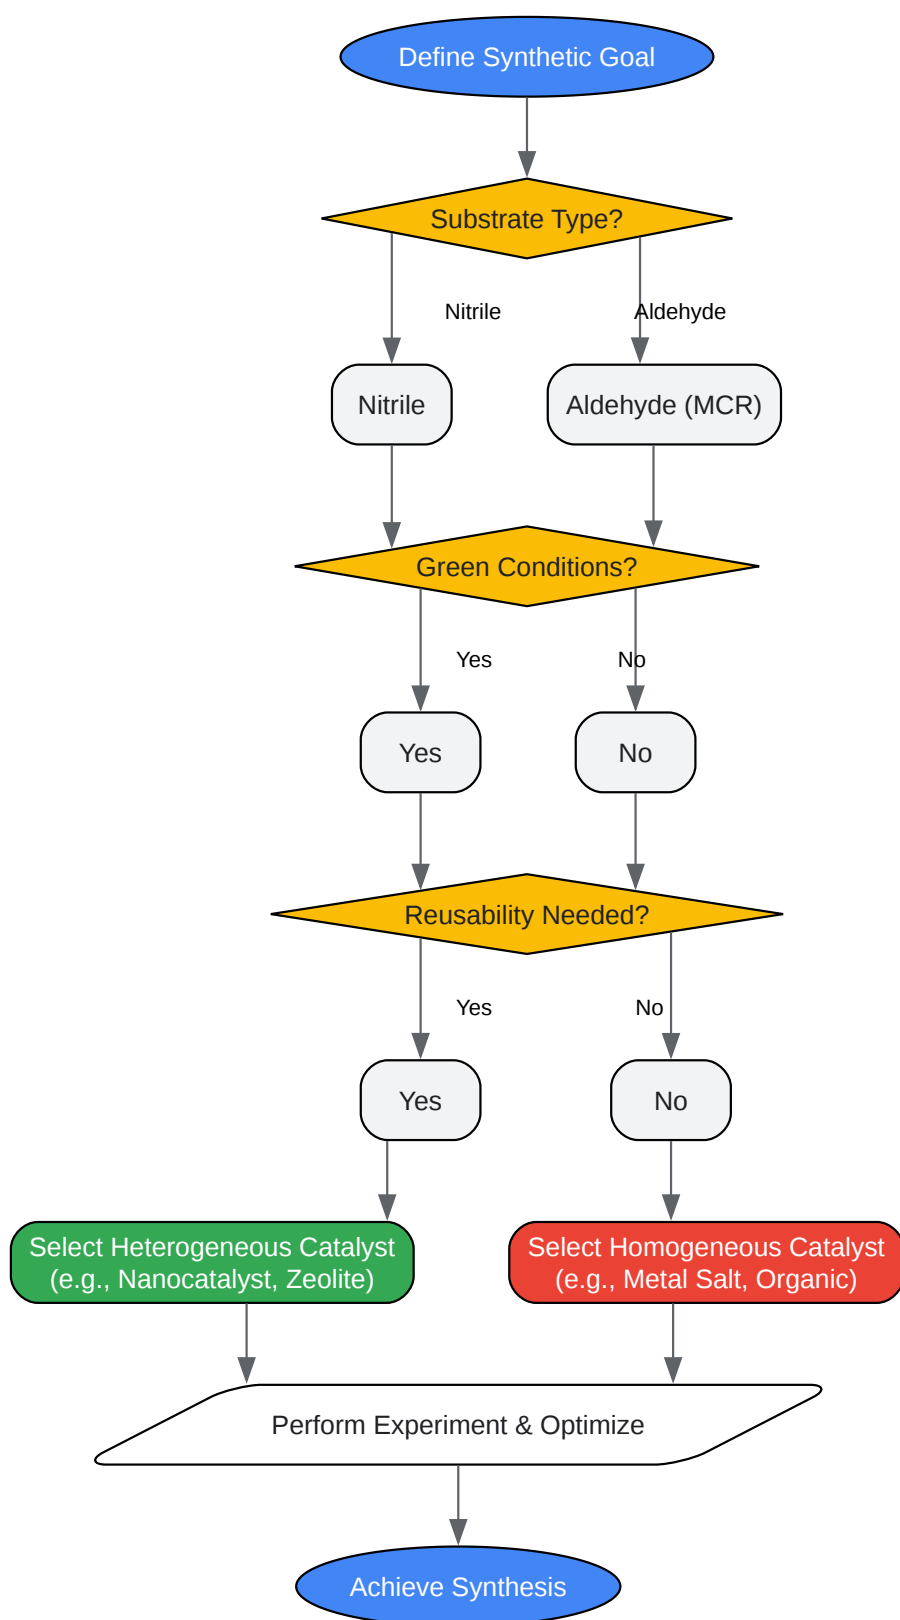 Define Synthetic Goal
Substrate Type?
Nitrile
Aldehyde
Nitrile
Aldehyde (MCR)
Green Conditions?
Yes
No
Yes
No
Reusability Needed?
Yes
No
Yes
No
Select Heterogeneous Catalyst
(e.g., Nanocatalyst, Zeolite)
Select Homogeneous Catalyst
(e.g., Metal Salt, Organic)
Perform Experiment & Optimize
Achieve Synthesis